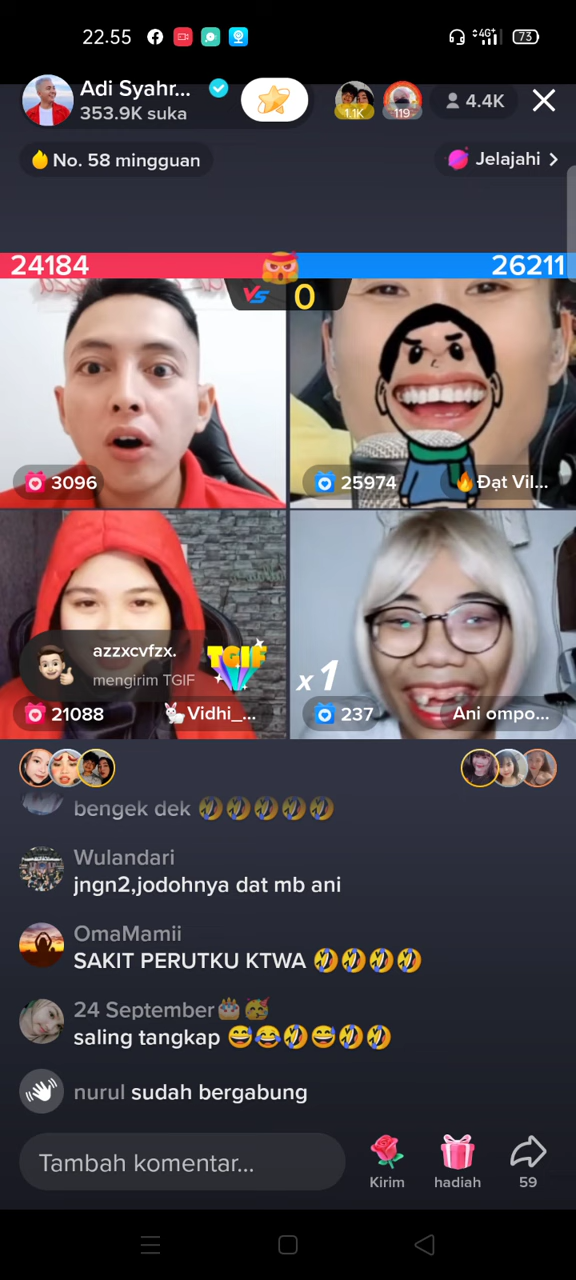 22.55
4G+
73
Adi Syahr...
353.9K suka
1.1K
119
4.4K
No. 58 mingguan
Jelajahi >
24184
26211
VS 0
3096
25974
🔥Đạt Vil...
azzxcvfzx.
mengirim TGIF
TGIF
x 1
21088
🐇Vidhi_...
237
Ani ompo...
bengek dek 🤣🤣🤣🤣🤣
Wulandari
jngn2,jodohnya dat mb ani
OmaMamii
SAKIT PERUTKU KTWA 🤣🤣🤣🤣
24 September🎂🥳
saling tangkap 😅😂🤣😅🤣🤣
nurul sudah bergabung
Tambah komentar...
Kirim
hadiah
59